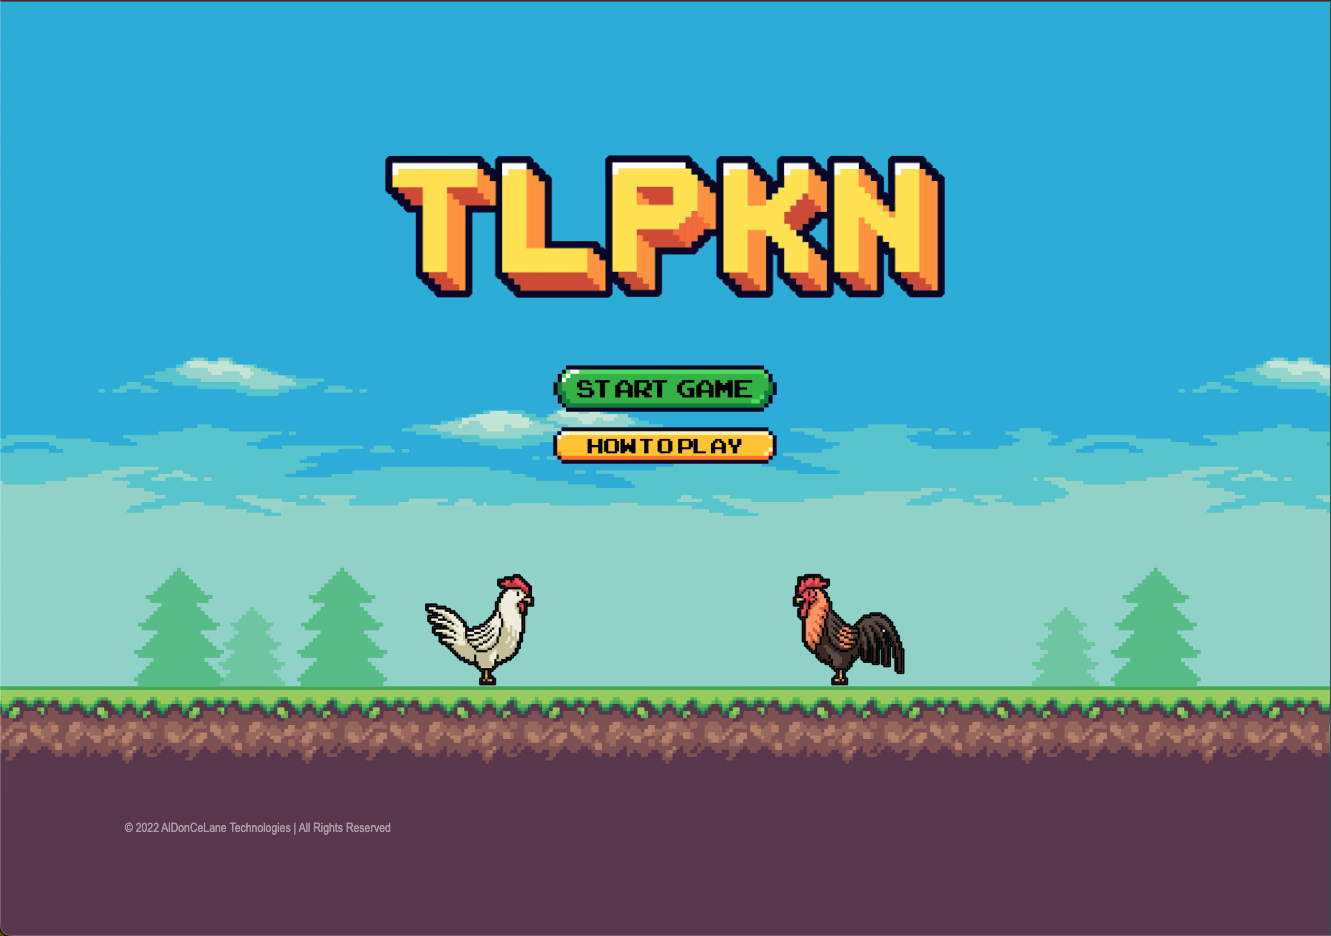 TLPKN
START GAME
HOW TO PLAY
© 2022 AlDonCeLane Technologies | All Rights Reserved